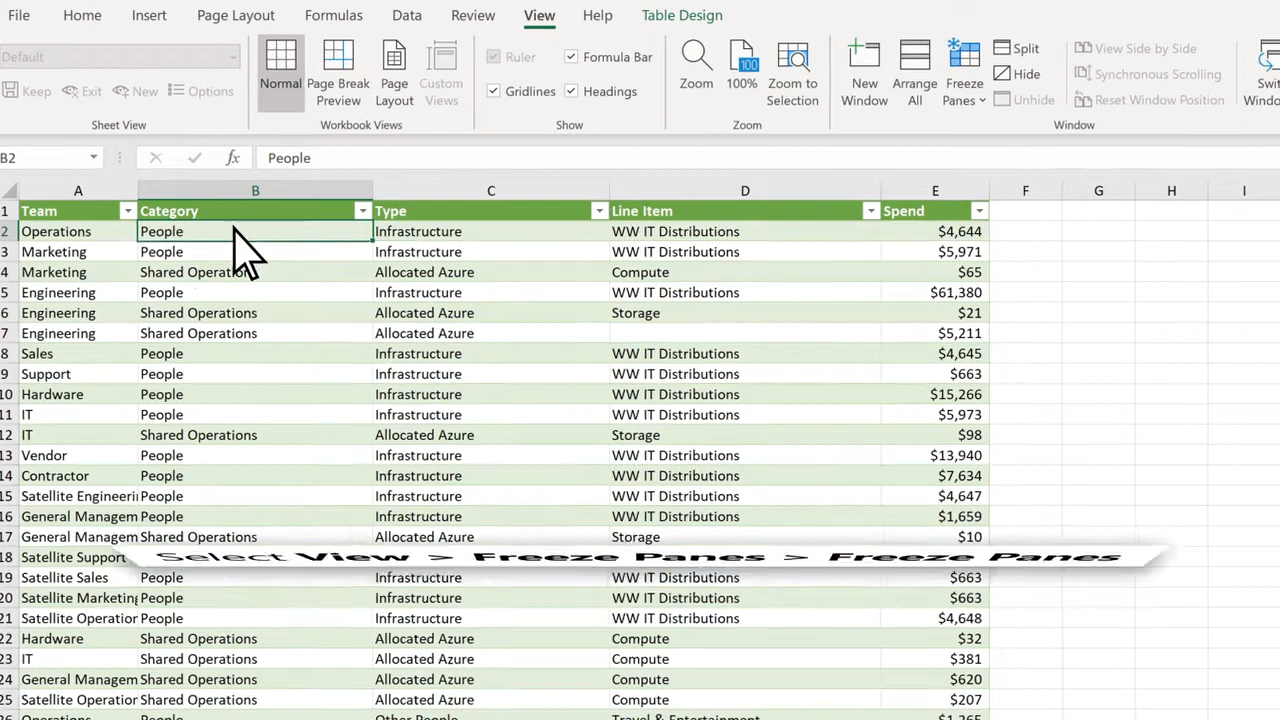 File Home Insert Page Layout Formulas Data Review View Help Table Design
Default
Keep Exit New Options
Sheet View
Normal Page Break Preview Page Layout Custom Views
Workbook Views
Ruler Formula Bar
Gridlines Headings
Show
Zoom 100% Zoom to Selection
100
Zoom
New Window Arrange All Freeze Panes
Split
Hide
Unhide
View Side by Side
Synchronous Scrolling
Reset Window Position
Window
B2 fx People
A B C D E F G H I
1 Team Category Type Line Item Spend
2 Operations People Infrastructure WW IT Distributions $4,644
3 Marketing People Infrastructure WW IT Distributions $5,971
4 Marketing Shared Operations Allocated Azure Compute $65
5 Engineering People Infrastructure WW IT Distributions $61,380
6 Engineering Shared Operations Allocated Azure Storage $21
7 Engineering Shared Operations Allocated Azure $5,211
8 Sales People Infrastructure WW IT Distributions $4,645
9 Support People Infrastructure WW IT Distributions $663
10 Hardware People Infrastructure WW IT Distributions $15,266
11 IT People Infrastructure WW IT Distributions $5,973
12 IT Shared Operations Allocated Azure Storage $98
13 Vendor People Infrastructure WW IT Distributions $13,940
14 Contractor People Infrastructure WW IT Distributions $7,634
15 Satellite Engineeri People Infrastructure WW IT Distributions $4,647
16 General Managem People Infrastructure WW IT Distributions $1,659
17 General Managem Shared Operations Allocated Azure Storage $10
18 Satellite Support
Select View > Freeze Panes > Freeze Panes
19 Satellite Sales People Infrastructure WW IT Distributions $663
20 Satellite Marketing People Infrastructure WW IT Distributions $663
21 Satellite Operation People Infrastructure WW IT Distributions $4,648
22 Hardware Shared Operations Allocated Azure Compute $32
23 IT Shared Operations Allocated Azure Compute $381
24 General Managem Shared Operations Allocated Azure Compute $620
25 Satellite Operation Shared Operations Allocated Azure Compute $207
26 Operations People Other People Travel & Entertainment $1,265